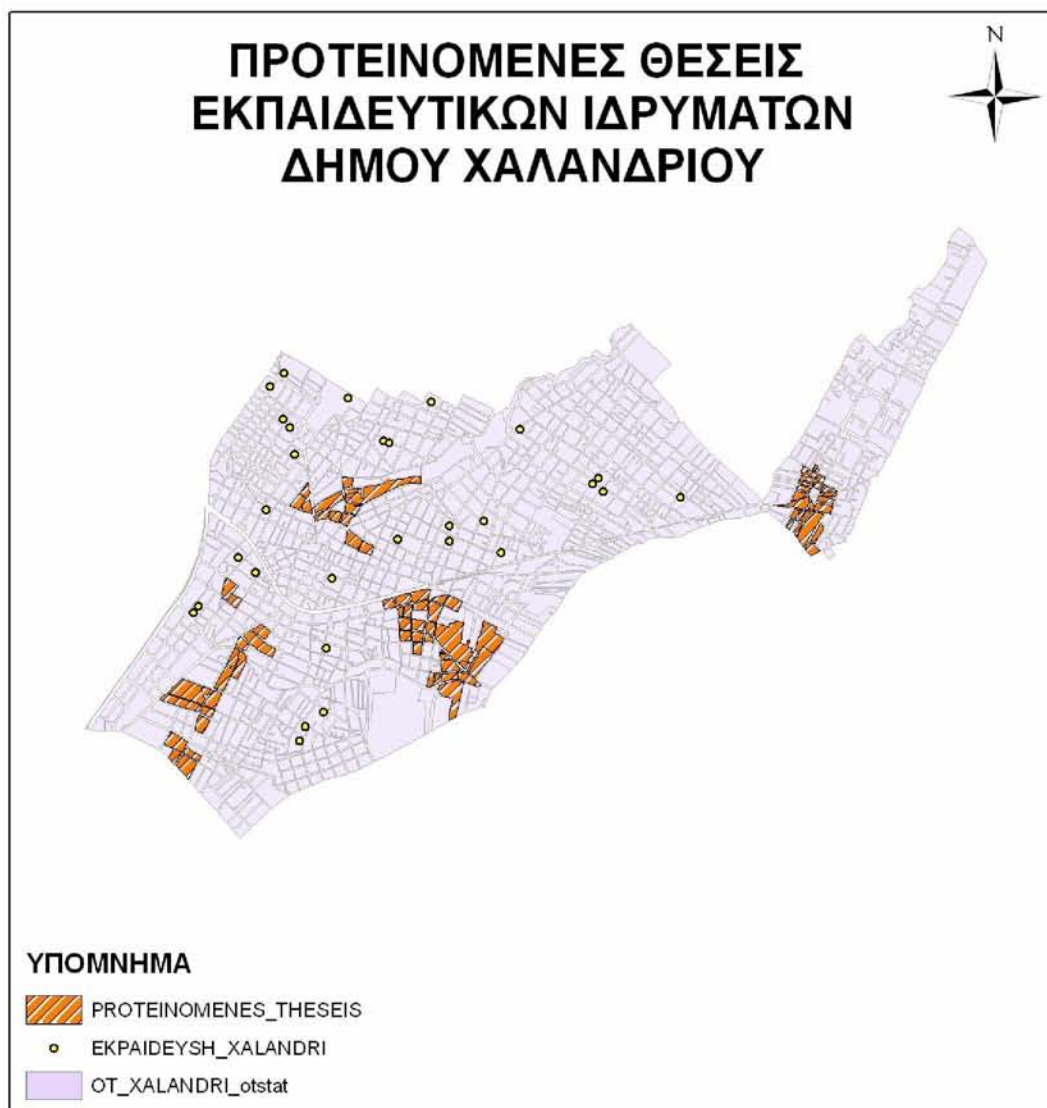 ΠΡΟΤΕΙΝΟΜΕΝΕΣ ΘΕΣΕΙΣ
ΕΚΠΑΙΔΕΥΤΙΚΩΝ ΙΔΡΥΜΑΤΩΝ
ΔΗΜΟΥ ΧΑΛΑΝΔΡΙΟΥ
N
ΥΠΟΜΝΗΜΑ
PROTEINOMENES_THESEIS
EKPAIDEYSH_XALANDRI
OT_XALANDRI_otstat